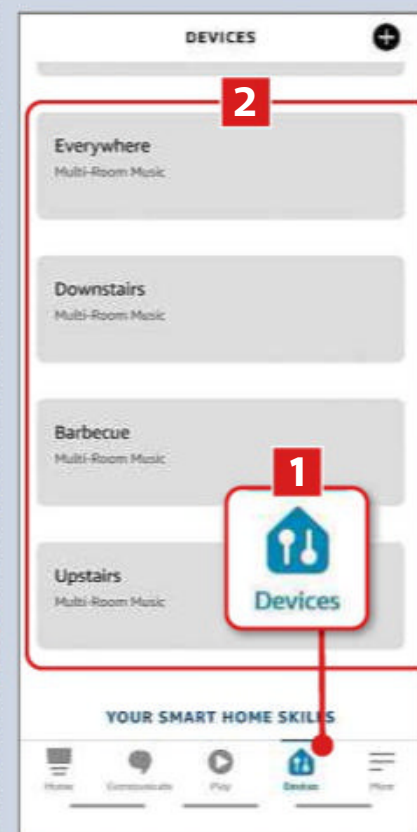 DEVICES
2
Everywhere
Multi-Room Music
Downstairs
Multi-Room Music
Barbecue
Multi-Room Music
1
Devices
Upstairs
Multi-Room Music
YOUR SMART HOME SKILLS
Home Communicate Play Devices More